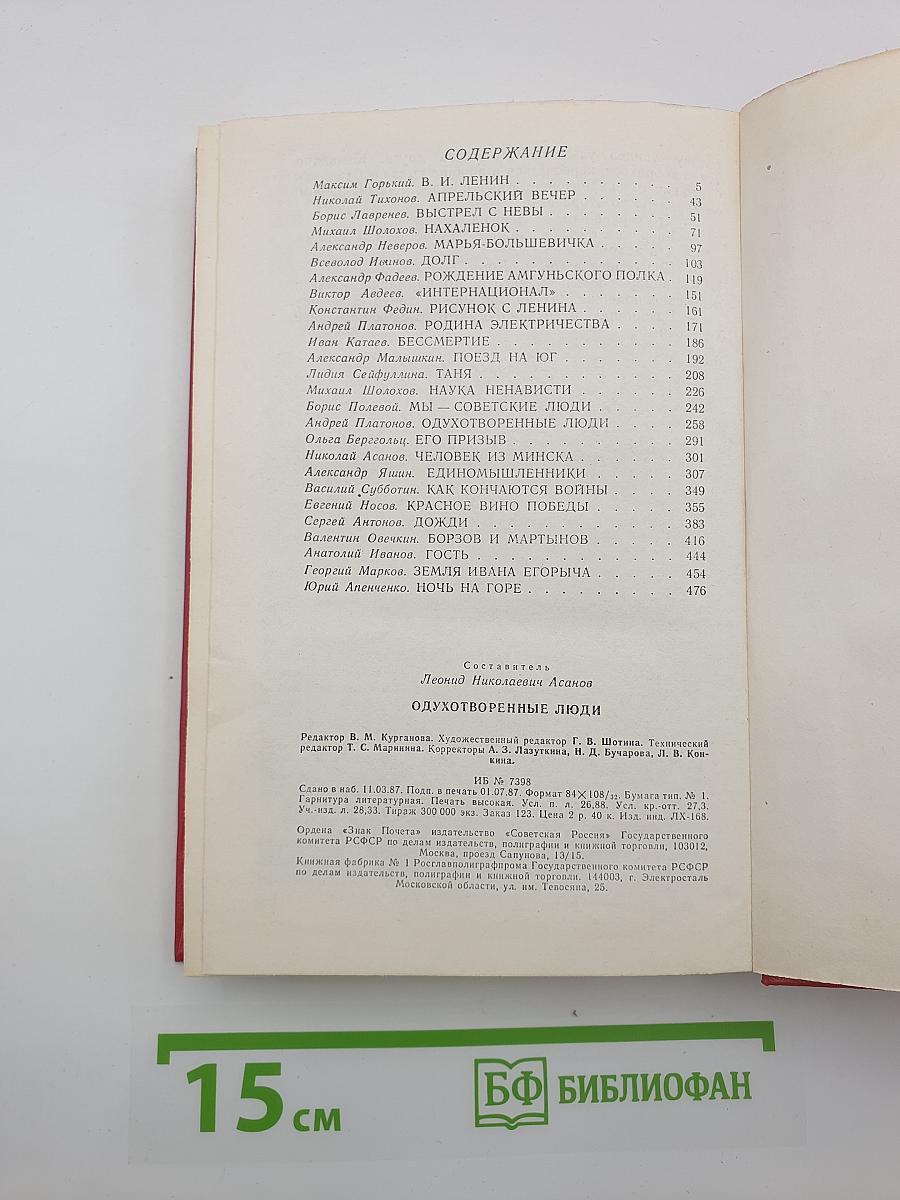 СОДЕРЖАНИЕ
Максим Горький. В. И. ЛЕНИН . . . . . . . . . . 5
Николай Тихонов. АПРЕЛЬСКИЙ ВЕЧЕР . . . . . . 43
Борис Лавренев. ВЫСТРЕЛ С НЕВЫ . . . . . . . . 51
Михаил Шолохов. НАХАЛЕНОК . . . . . . . . . . 71
Александр Неверов. МАРЬЯ-БОЛЬШЕВИЧКА . . . . . 97
Всеволод Иванов. ДОЛГ . . . . . . . . . . . . . 103
Александр Фадеев. РОЖДЕНИЕ АМГУНЬСКОГО ПОЛКА . 119
Виктор Авдеев. «ИНТЕРНАЦИОНАЛ» . . . . . . . 151
Константин Федин. РИСУНОК С ЛЕНИНА . . . . . . 161
Андрей Платонов. РОДИНА ЭЛЕКТРИЧЕСТВА . . . . 171
Иван Катаев. БЕССМЕРТИЕ . . . . . . . . . . . 186
Александр Малышкин. ПОЕЗД НА ЮГ . . . . . . . 192
Лидия Сейфуллина. ТАНЯ . . . . . . . . . . . . 208
Михаил Шолохов. НАУКА НЕНАВИСТИ . . . . . . 226
Борис Полевой. МЫ — СОВЕТСКИЕ ЛЮДИ . . . . . 242
Андрей Платонов. ОДУХОТВОРЕННЫЕ ЛЮДИ . . . . 258
Ольга Берггольц. ЕГО ПРИЗЫВ . . . . . . . . . . 291
Николай Асанов. ЧЕЛОВЕК ИЗ МИНСКА . . . . . . 301
Александр Яшин. ЕДИНОМЫШЛЕННИКИ . . . . . 307
Василий Субботин. КАК КОНЧАЮТСЯ ВОЙНЫ . . . . 349
Евгений Носов. КРАСНОЕ ВИНО ПОБЕДЫ . . . . . 355
Сергей Антонов. ДОЖДИ . . . . . . . . . . . . 383
Валентин Овечкин. БОРЗОВ И МАРТЫНОВ . . . . . 416
Анатолий Иванов. ГОСТЬ . . . . . . . . . . . . 444
Георгий Марков. ЗЕМЛЯ ИВАНА ЕГОРЫЧА . . . . . 454
Юрий Апенченко. НОЧЬ НА ГОРЕ . . . . . . . . . 476
Составитель
Леонид Николаевич Асанов
ОДУХОТВОРЕННЫЕ ЛЮДИ
Редактор В. М. Курганова. Художественный редактор Г. В. Шотина. Технический
редактор Т. С. Маринина. Корректоры А. З. Лазуткина, Н. Д. Бучарова, Л. В. Кон-
кина.
ИБ № 7398
Сдано в наб. 11.03.87. Подп. в печать 01.07.87. Формат 84×108/32. Бумага тип. № 1.
Гарнитура литературная. Печать высокая. Усл. п. л. 26,88. Усл. кр.-отт. 27,3.
Уч.-изд. л. 28,33. Тираж 300 000 экз. Заказ 123. Цена 2 р. 40 к. Изд. инд. ЛХ-168.
Ордена «Знак Почета» издательство «Советская Россия» Государственного
комитета РСФСР по делам издательств, полиграфии и книжной торговли, 103012,
Москва, проезд Сапунова, 13/15.
Книжная фабрика № 1 Росглавполиграфпрома Государственного комитета РСФСР
по делам издательств, полиграфии и книжной торговли. 144003, г. Электросталь
Московской области, ул. им. Тевосяна, 25.
15 см
БФ БИБЛИОФАН